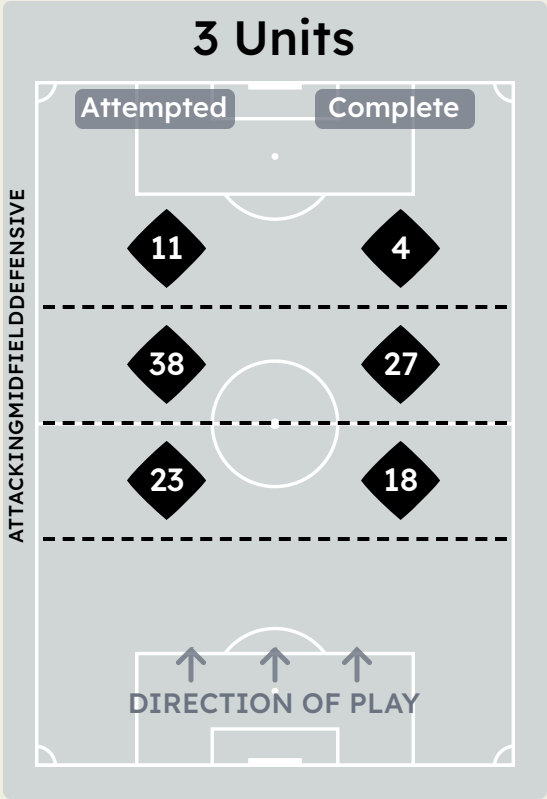 3 Units
Attempted Complete
ATTACKINGMIDFIELDDEFENSIVE
11 4
38 27
23 18
DIRECTION OF PLAY